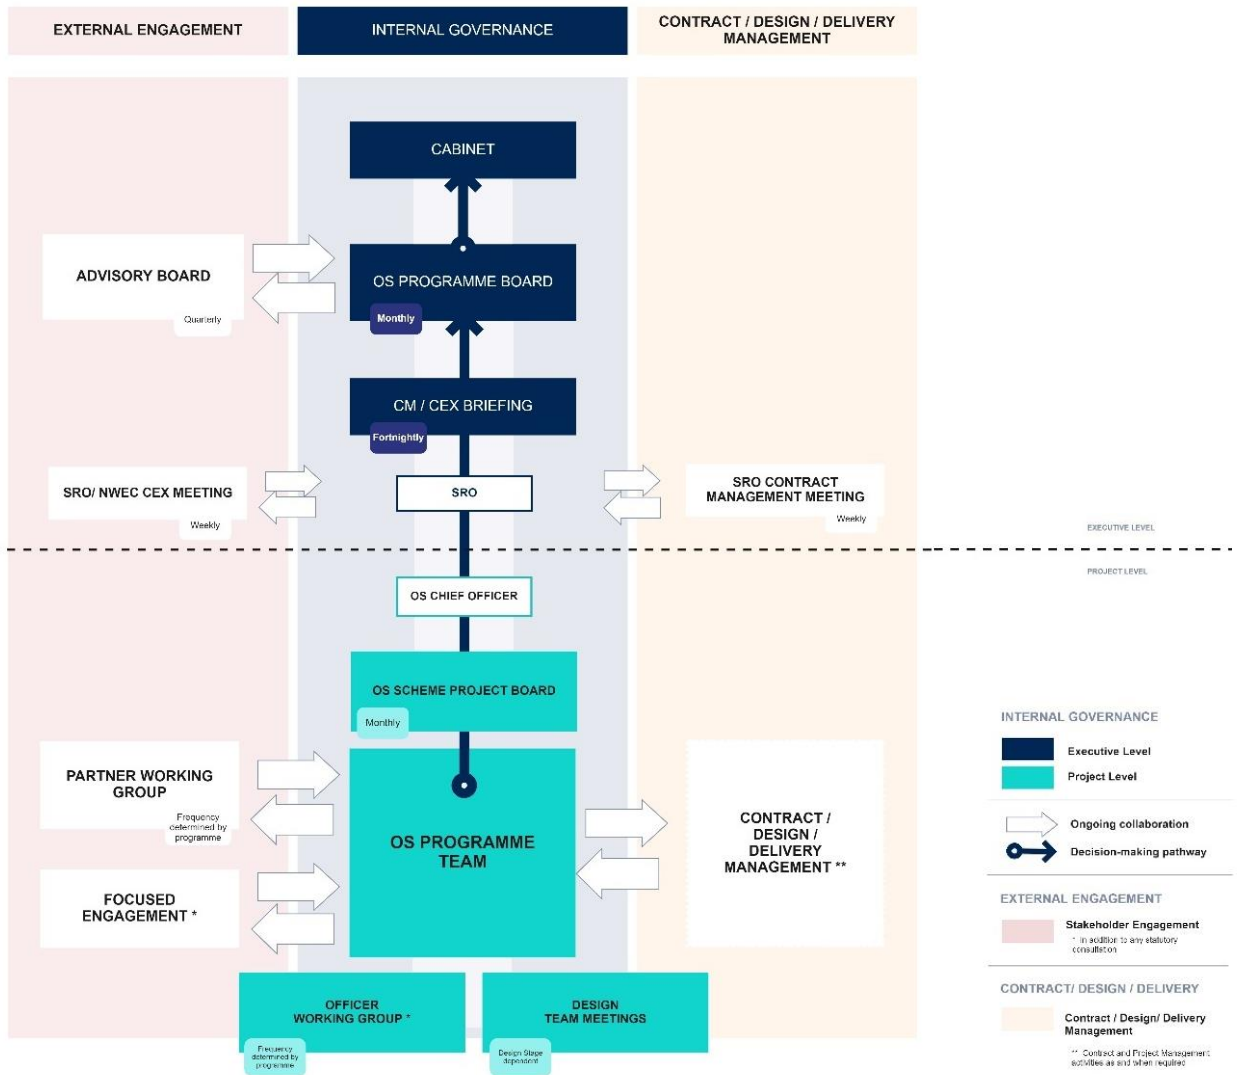 EXTERNAL ENGAGEMENT
INTERNAL GOVERNANCE
CONTRACT / DESIGN / DELIVERY
MANAGEMENT
CABINET
ADVISORY BOARD
Quarterly
OS PROGRAMME BOARD
Monthly
CM / CEX BRIEFING
Fortnightly
SRO/ NWEC CEX MEETING
Weekly
SRO
SRO CONTRACT
MANAGEMENT MEETING
Weekly
EXECUTIVE LEVEL
PROJECT LEVEL
OS CHIEF OFFICER
OS SCHEME PROJECT BOARD
Monthly
PARTNER WORKING
GROUP
Frequency
determined by
programme
OS PROGRAMME
TEAM
CONTRACT /
DESIGN /
DELIVERY
MANAGEMENT **
FOCUSED
ENGAGEMENT *
OFFICER
WORKING GROUP *
Frequency
determined by
programme
DESIGN
TEAM MEETINGS
Design Stage
dependent
INTERNAL GOVERNANCE
Executive Level
Project Level
Ongoing collaboration
Decision-making pathway
EXTERNAL ENGAGEMENT
Stakeholder Engagement
* In addition to any statutory
consultation
CONTRACT/ DESIGN / DELIVERY
Contract / Design/ Delivery
Management
** Contract and Project Management
activities as and when required